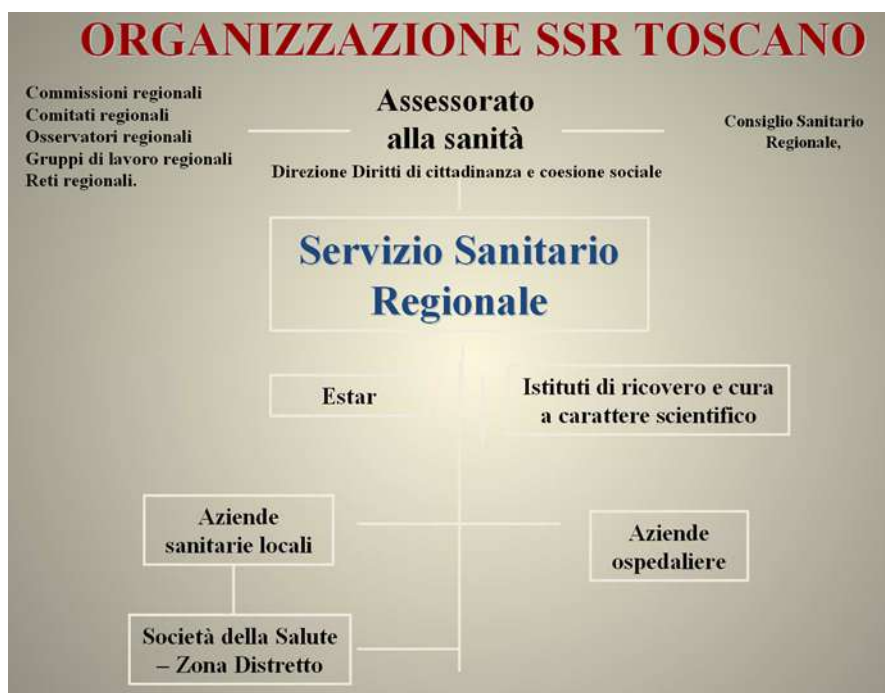 ORGANIZZAZIONE SSR TOSCANO
Commissioni regionali
Comitati regionali
Osservatori regionali
Gruppi di lavoro regionali
Reti regionali.
Assessorato
alla sanità
Direzione Diritti di cittadinanza e coesione sociale
Consiglio Sanitario
Regionale,
Servizio Sanitario
Regionale
Estar
Istituti di ricovero e cura
a carattere scientifico
Aziende
sanitarie locali
Aziende
ospedaliere
Società della Salute
– Zona Distretto